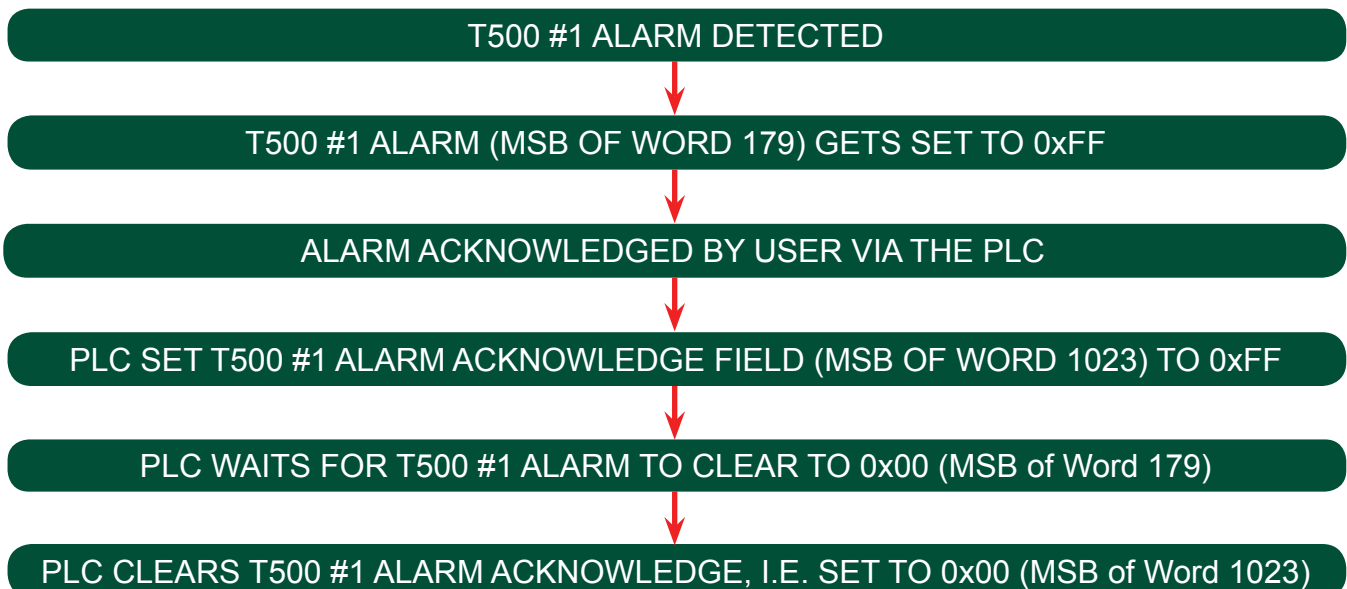 T500 #1 ALARM DETECTED
T500 #1 ALARM (MSB OF WORD 179) GETS SET TO 0xFF
ALARM ACKNOWLEDGED BY USER VIA THE PLC
PLC SET T500 #1 ALARM ACKNOWLEDGE FIELD (MSB OF WORD 1023) TO 0xFF
PLC WAITS FOR T500 #1 ALARM TO CLEAR TO 0x00 (MSB of Word 179)
PLC CLEARS T500 #1 ALARM ACKNOWLEDGE, I.E. SET TO 0x00 (MSB of Word 1023)